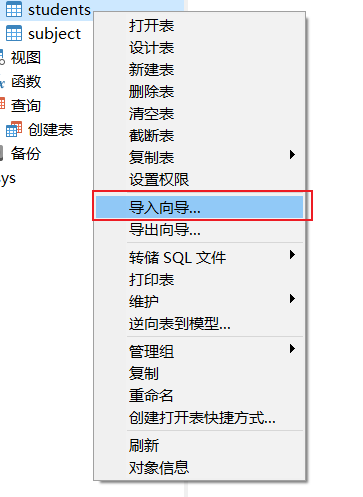 students
subject
视图
函数
查询
创建表
备份
sys
打开表
设计表
新建表
删除表
清空表
截断表
复制表
设置权限
导入向导...
导出向导...
转储 SQL 文件
打印表
维护
逆向表到模型...
管理组
复制
重命名
创建打开表快捷方式...
刷新
对象信息